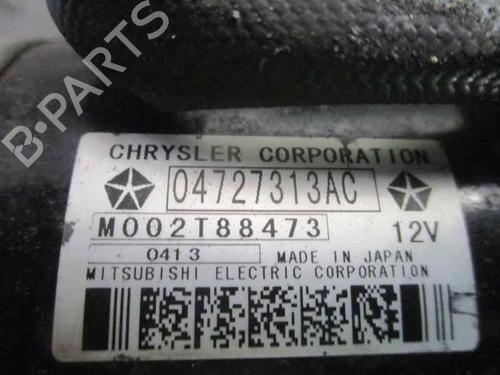 B-PARTS
CHRYSLER CORPORATION
04727313AC
M002T88473 12V
0413 MADE IN JAPAN
MITSUBISHI ELECTRIC CORPORATION